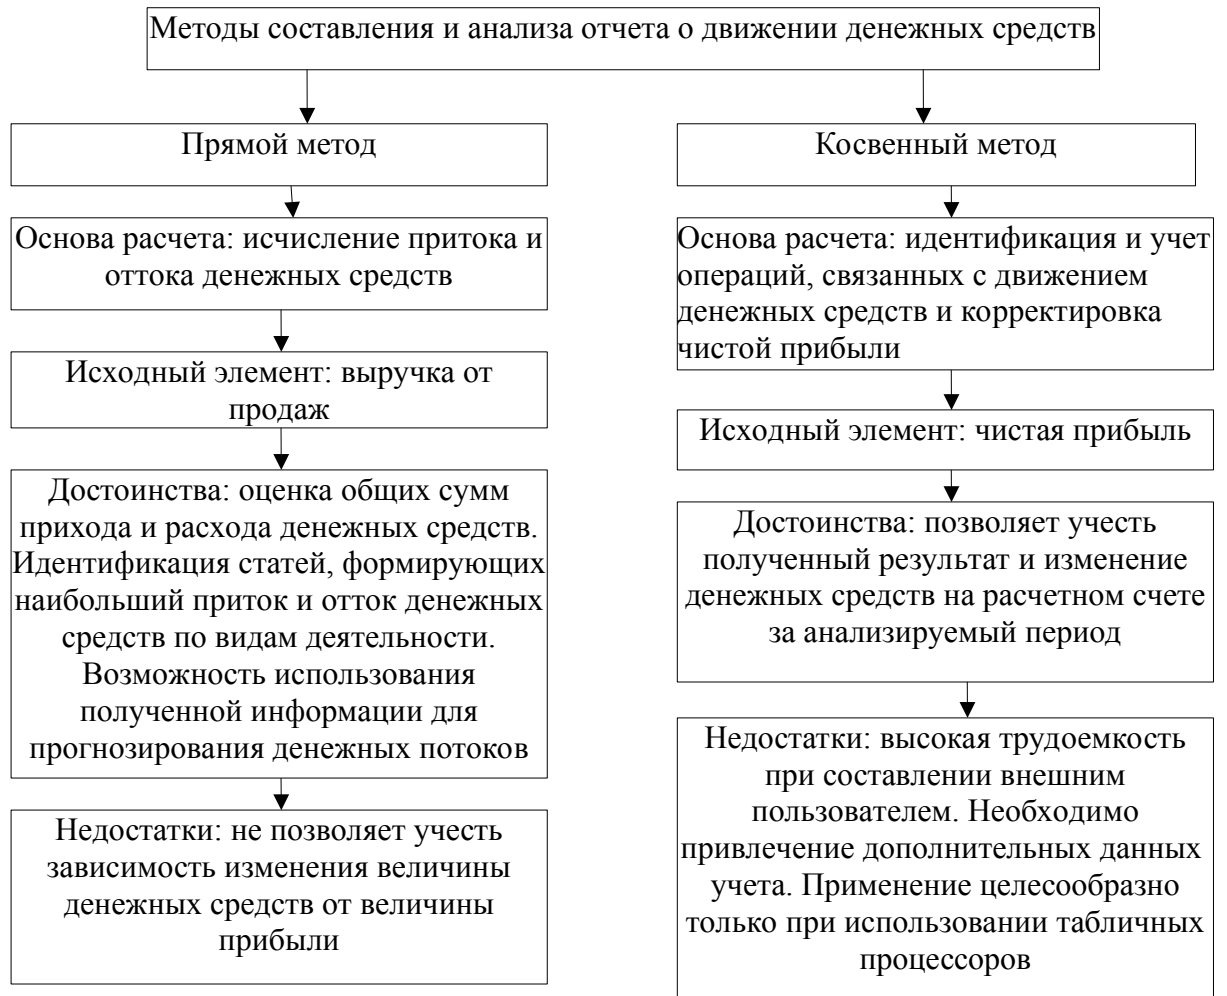 Методы составления и анализа отчета о движении денежных средств
Прямой метод
Основа расчета: исчисление притока и
оттока денежных средств
Исходный элемент: выручка от
продаж
Достоинства: оценка общих сумм
прихода и расхода денежных средств.
Идентификация статей, формирующих
наибольший приток и отток денежных
средств по видам деятельности.
Возможность использования
полученной информации для
прогнозирования денежных потоков
Недостатки: не позволяет учесть
зависимость изменения величины
денежных средств от величины
прибыли
Косвенный метод
Основа расчета: идентификация и учет
операций, связанных с движением
денежных средств и корректировка
чистой прибыли
Исходный элемент: чистая прибыль
Достоинства: позволяет учесть
полученный результат и изменение
денежных средств на расчетном счете
за анализируемый период
Недостатки: высокая трудоемкость
при составлении внешним
пользователем. Необходимо
привлечение дополнительных данных
учета. Применение целесообразно
только при использовании табличных
процессоров